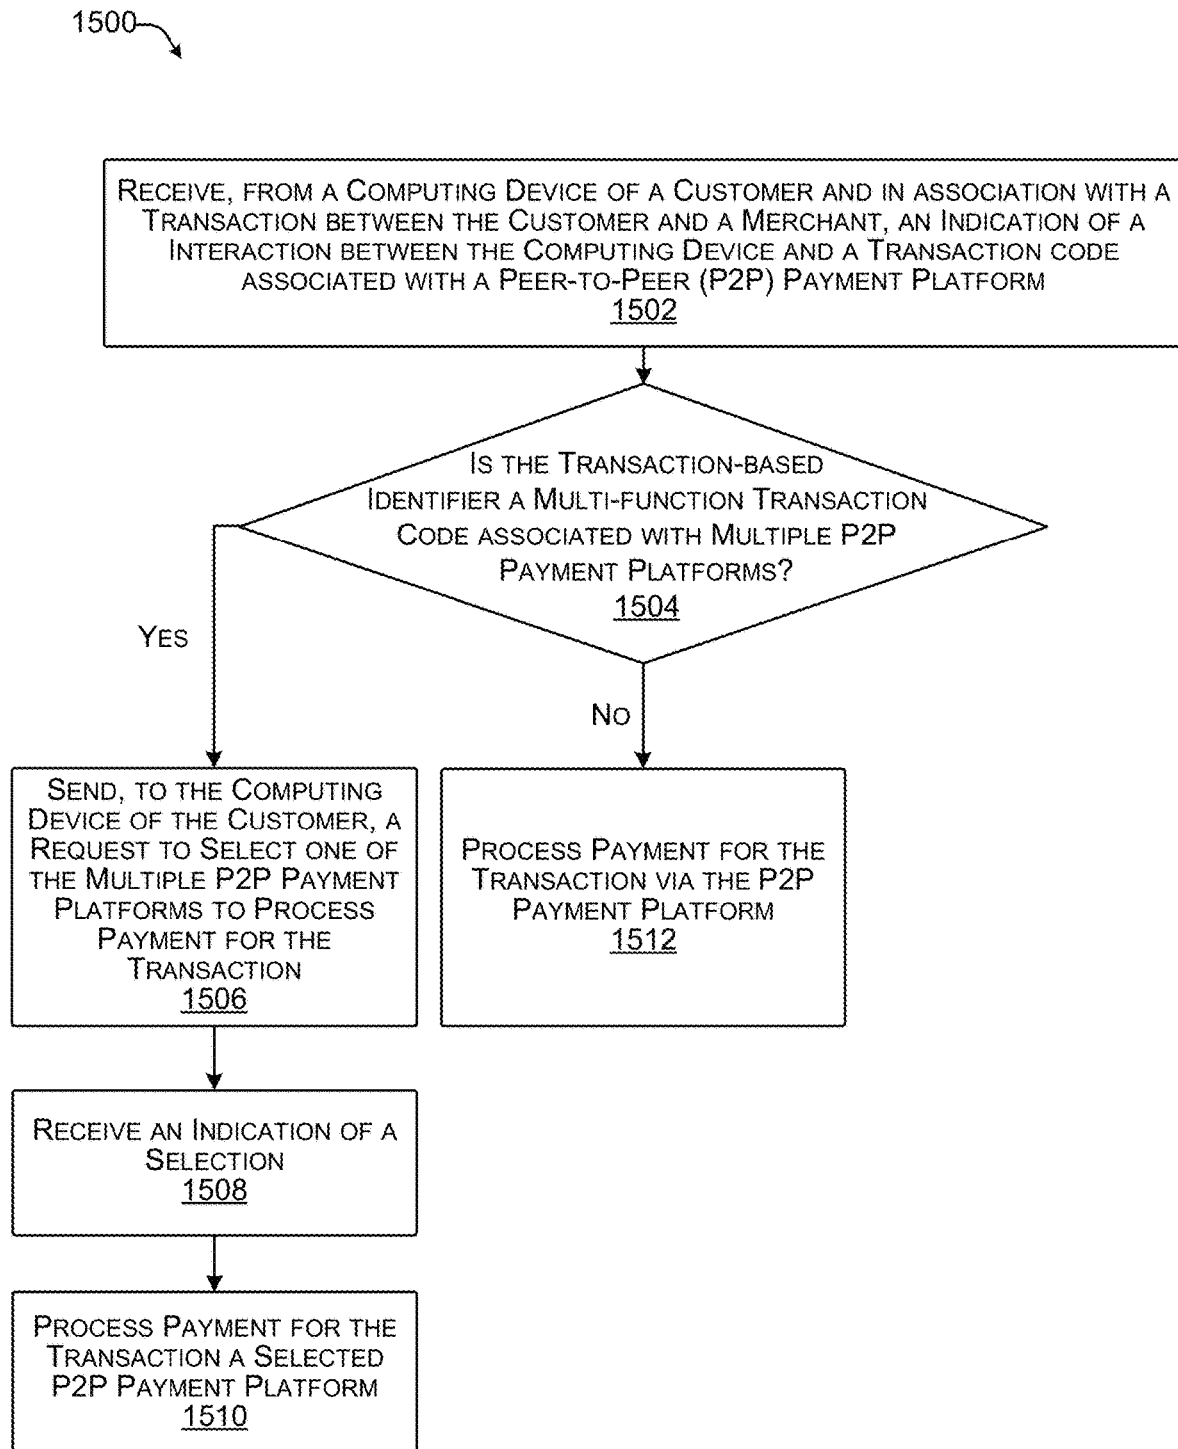 1500
RECEIVE, FROM A COMPUTING DEVICE OF A CUSTOMER AND IN ASSOCIATION WITH A
TRANSACTION BETWEEN THE CUSTOMER AND A MERCHANT, AN INDICATION OF A
INTERACTION BETWEEN THE COMPUTING DEVICE AND A TRANSACTION CODE
ASSOCIATED WITH A PEER-TO-PEER (P2P) PAYMENT PLATFORM
1502
IS THE TRANSACTION-BASED
IDENTIFIER A MULTI-FUNCTION TRANSACTION
CODE ASSOCIATED WITH MULTIPLE P2P
PAYMENT PLATFORMS?
1504
YES
NO
SEND, TO THE COMPUTING
DEVICE OF THE CUSTOMER, A
REQUEST TO SELECT ONE OF
THE MULTIPLE P2P PAYMENT
PLATFORMS TO PROCESS
PAYMENT FOR THE
TRANSACTION
1506
PROCESS PAYMENT FOR THE
TRANSACTION VIA THE P2P
PAYMENT PLATFORM
1512
RECEIVE AN INDICATION OF A
SELECTION
1508
PROCESS PAYMENT FOR THE
TRANSACTION A SELECTED
P2P PAYMENT PLATFORM
1510